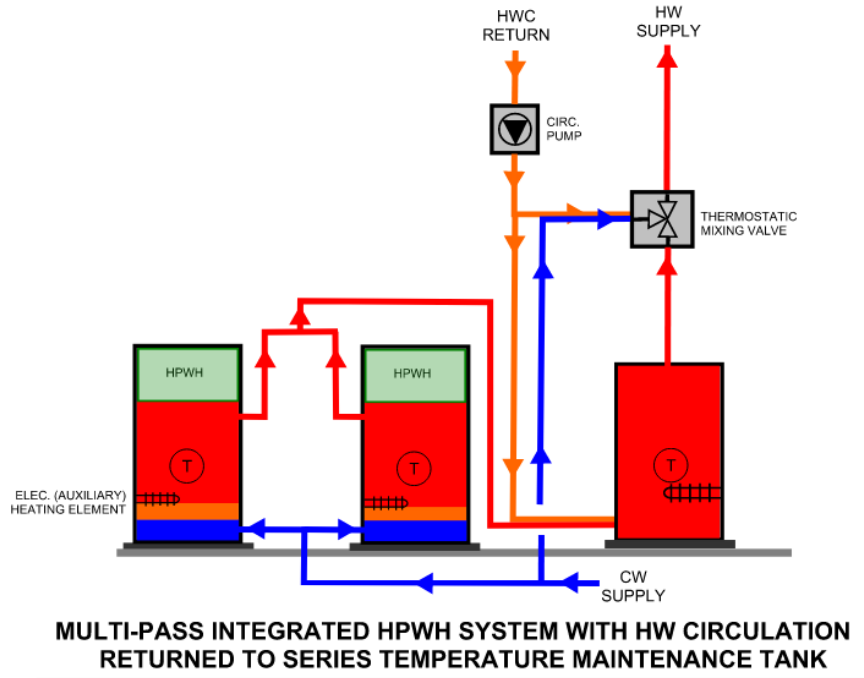 HWC
RETURN
HW
SUPPLY
CIRC.
PUMP
THERMOSTATIC
MIXING VALVE
HPWH
HPWH
T
T
T
ELEC. (AUXILIARY)
HEATING ELEMENT
CW
SUPPLY
MULTI-PASS INTEGRATED HPWH SYSTEM WITH HW CIRCULATION
RETURNED TO SERIES TEMPERATURE MAINTENANCE TANK